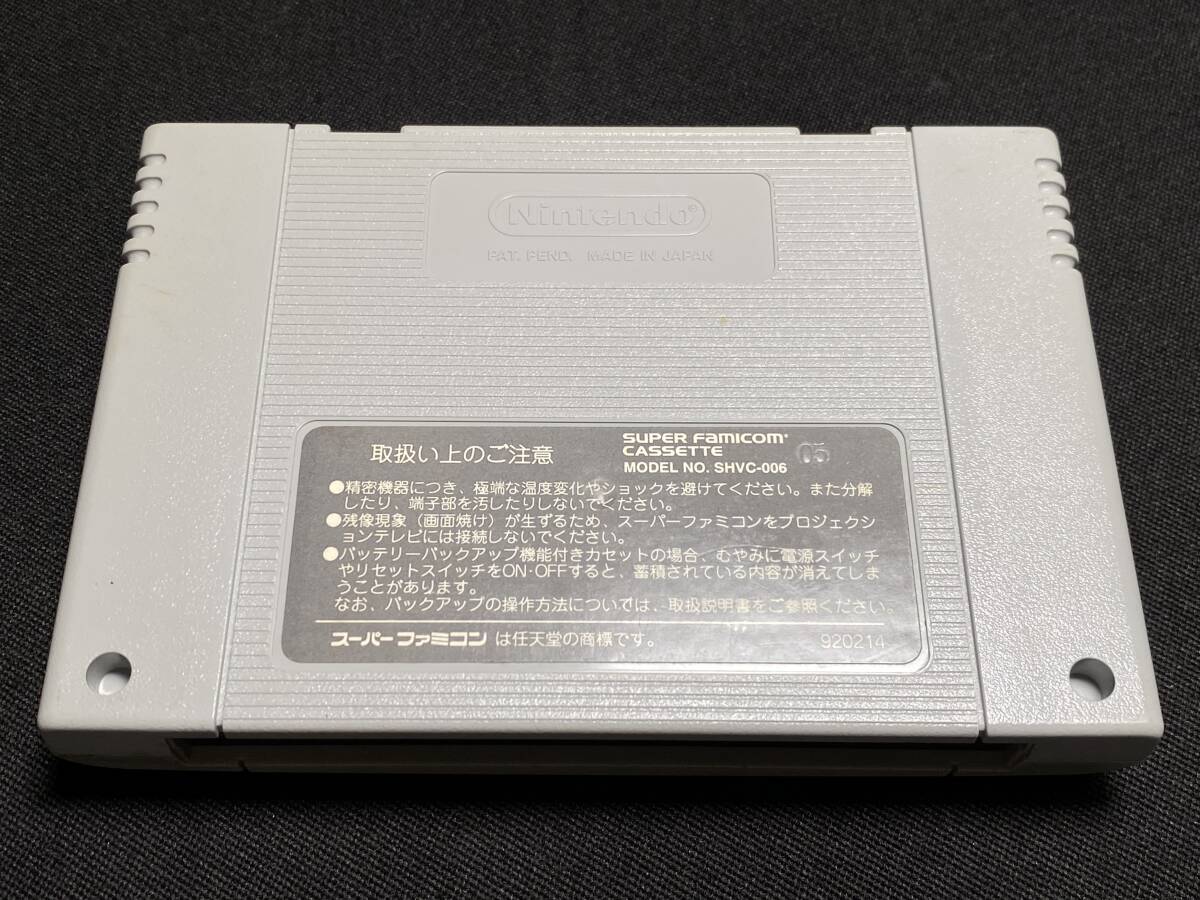 Nintendo®
PAT. PEND. MADE IN JAPAN
取扱い上のご注意
SUPER FAMICOM®
CASSETTE
MODEL NO. SHVC-006
05
●精密機器につき、極端な温度変化やショックを避けてください。また分解
したり、端子部を汚したりしないでください。
●残像現象（画面焼け）が生ずるため、スーパーファミコンをプロジェクシ
ョンテレビには接続しないでください。
●バッテリーバックアップ機能付きカセットの場合、むやみに電源スイッチ
やリセットスイッチをON·OFFすると、蓄積されている内容が消えてしま
うことがあります。
なお、バックアップの操作方法については、取扱説明書をご参照ください。
スーパーファミコン は任天堂の商標です。
920214